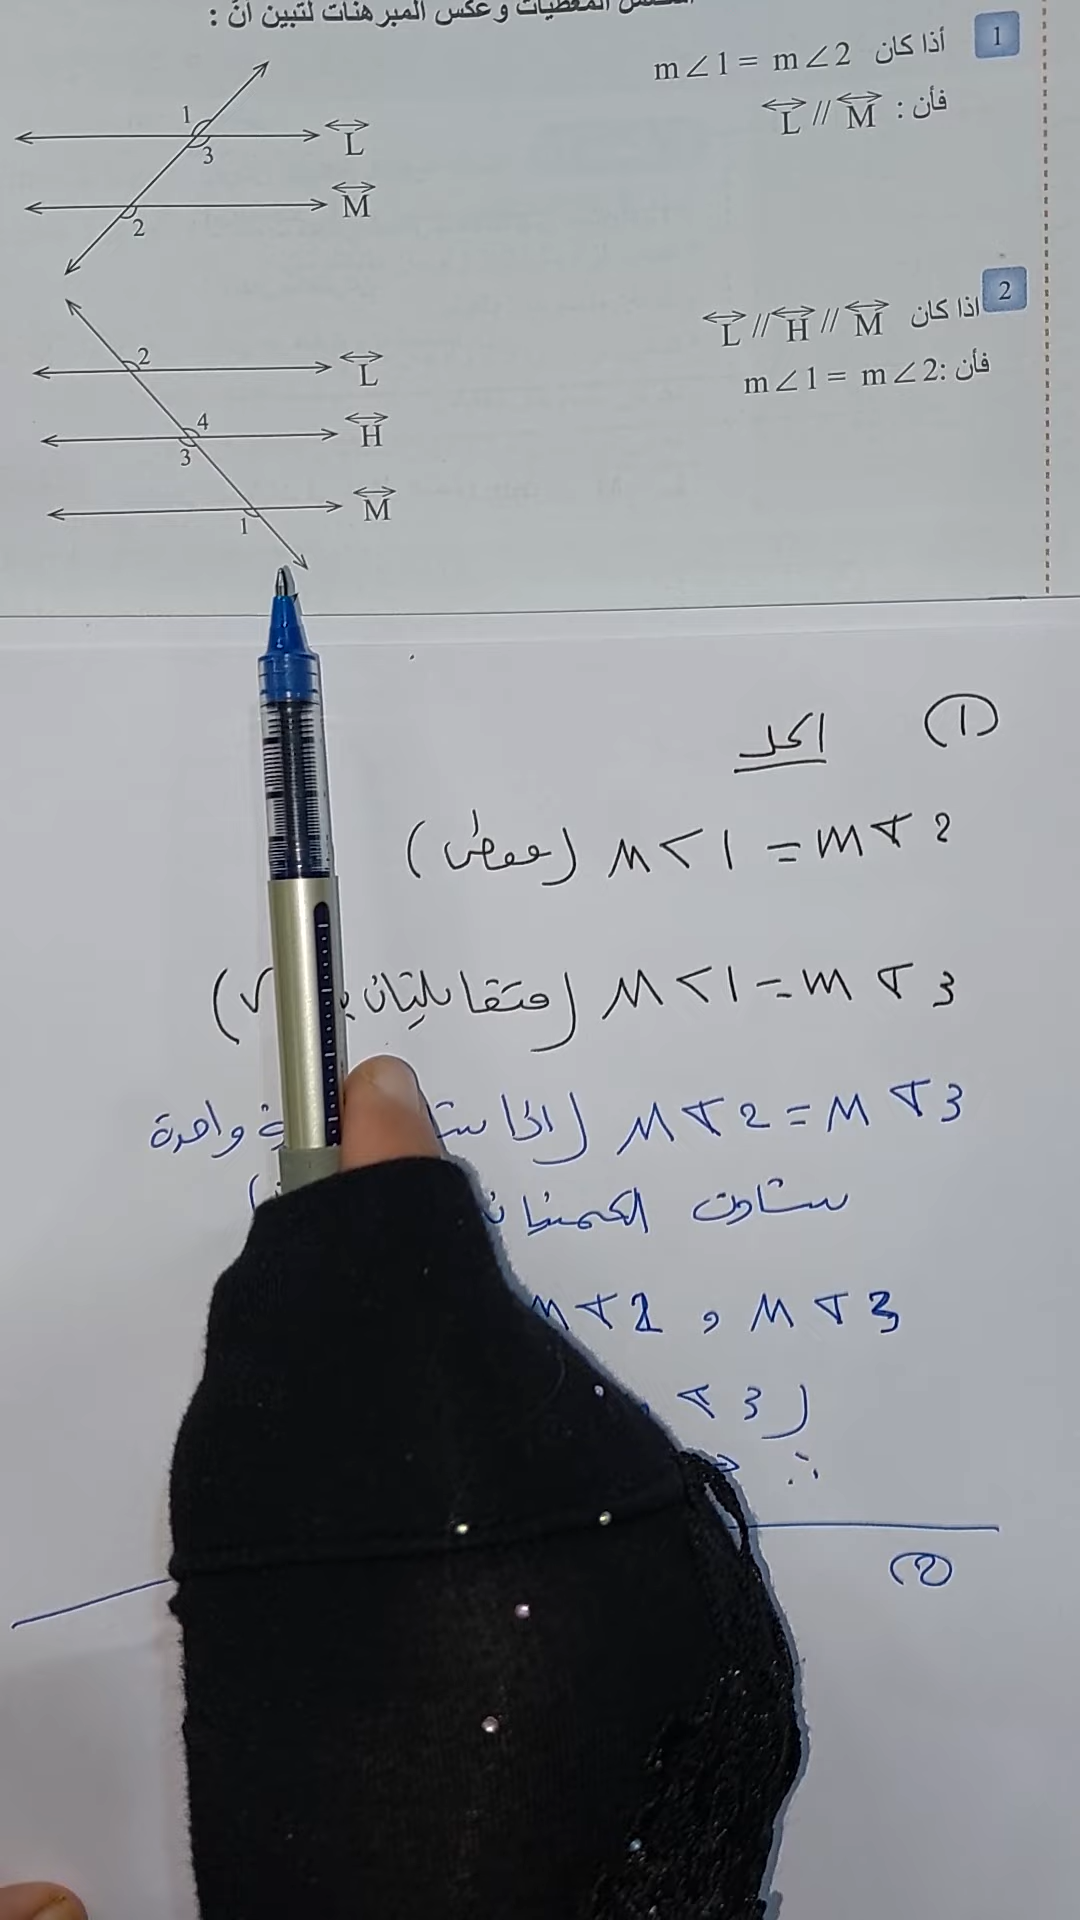 المعطيات وعكس المبرهنات لتبين أن :
1
أذا كان m∠1 = m∠2
فأن : L // M
1
3
L
M
2
2
اذا كان L // H // M
فأن : m∠1 = m∠2
2
L
4
H
3
M
1
(1) الحل
m∠1 = m∠2 (معطى)
m∠1 = m∠3 (متقابلتان
m∠2 = m∠3 (اذا واحدة
ساوت الكميتان
m∠2 , m∠3
(3
∴
(2)